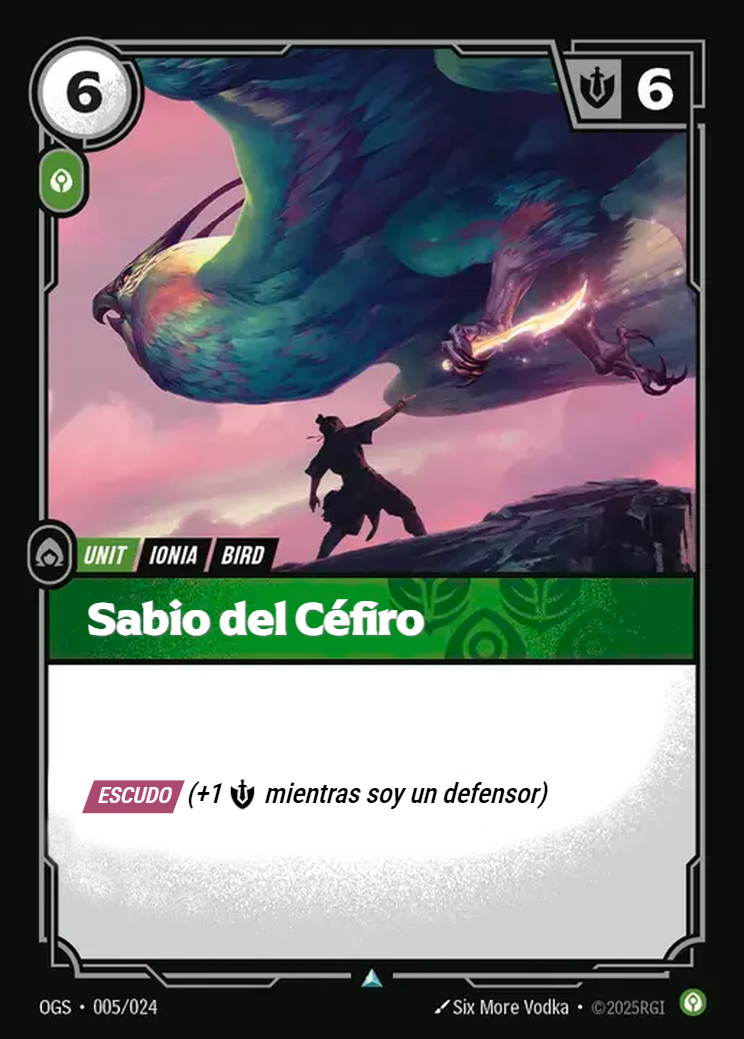 6
6
UNIT IONIA BIRD
Sabio del Céfiro
ESCUDO (+1 mientras soy un defensor)
OGS • 005/024 Six More Vodka • ©2025RGI